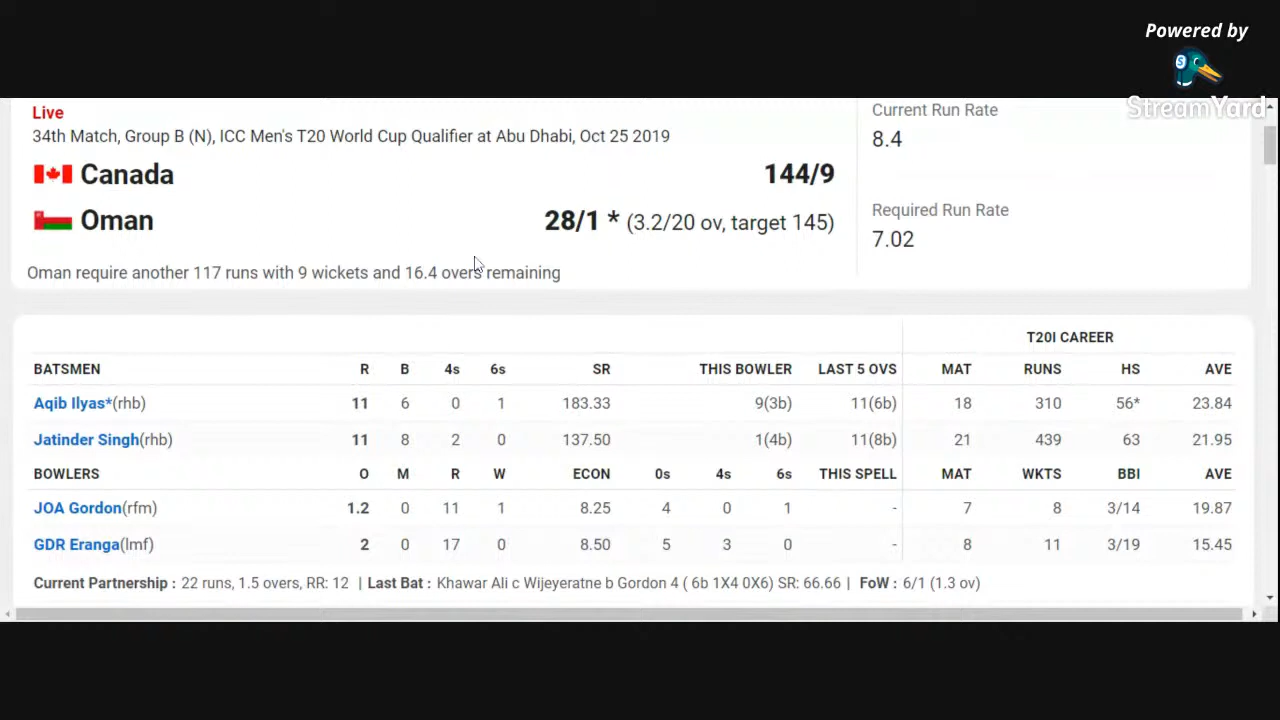 Powered by
StreamYard
Live
34th Match, Group B (N), ICC Men's T20 World Cup Qualifier at Abu Dhabi, Oct 25 2019
Canada 144/9
Oman 28/1 * (3.2/20 ov, target 145)
Oman require another 117 runs with 9 wickets and 16.4 overs remaining
Current Run Rate
8.4
Required Run Rate
7.02
T20I CAREER
BATSMEN R B 4s 6s SR THIS BOWLER LAST 5 OVS MAT RUNS HS AVE
Aqib Ilyas*(rhb) 11 6 0 1 183.33 9(3b) 11(6b) 18 310 56* 23.84
Jatinder Singh(rhb) 11 8 2 0 137.50 1(4b) 11(8b) 21 439 63 21.95
BOWLERS O M R W ECON 0s 4s 6s THIS SPELL MAT WKTS BBI AVE
JOA Gordon(rfm) 1.2 0 11 1 8.25 4 0 1 - 7 8 3/14 19.87
GDR Eranga(lmf) 2 0 17 0 8.50 5 3 0 - 8 11 3/19 15.45
Current Partnership : 22 runs, 1.5 overs, RR: 12 | Last Bat : Khawar Ali c Wijeyeratne b Gordon 4 ( 6b 1X4 0X6) SR: 66.66 | FoW : 6/1 (1.3 ov)